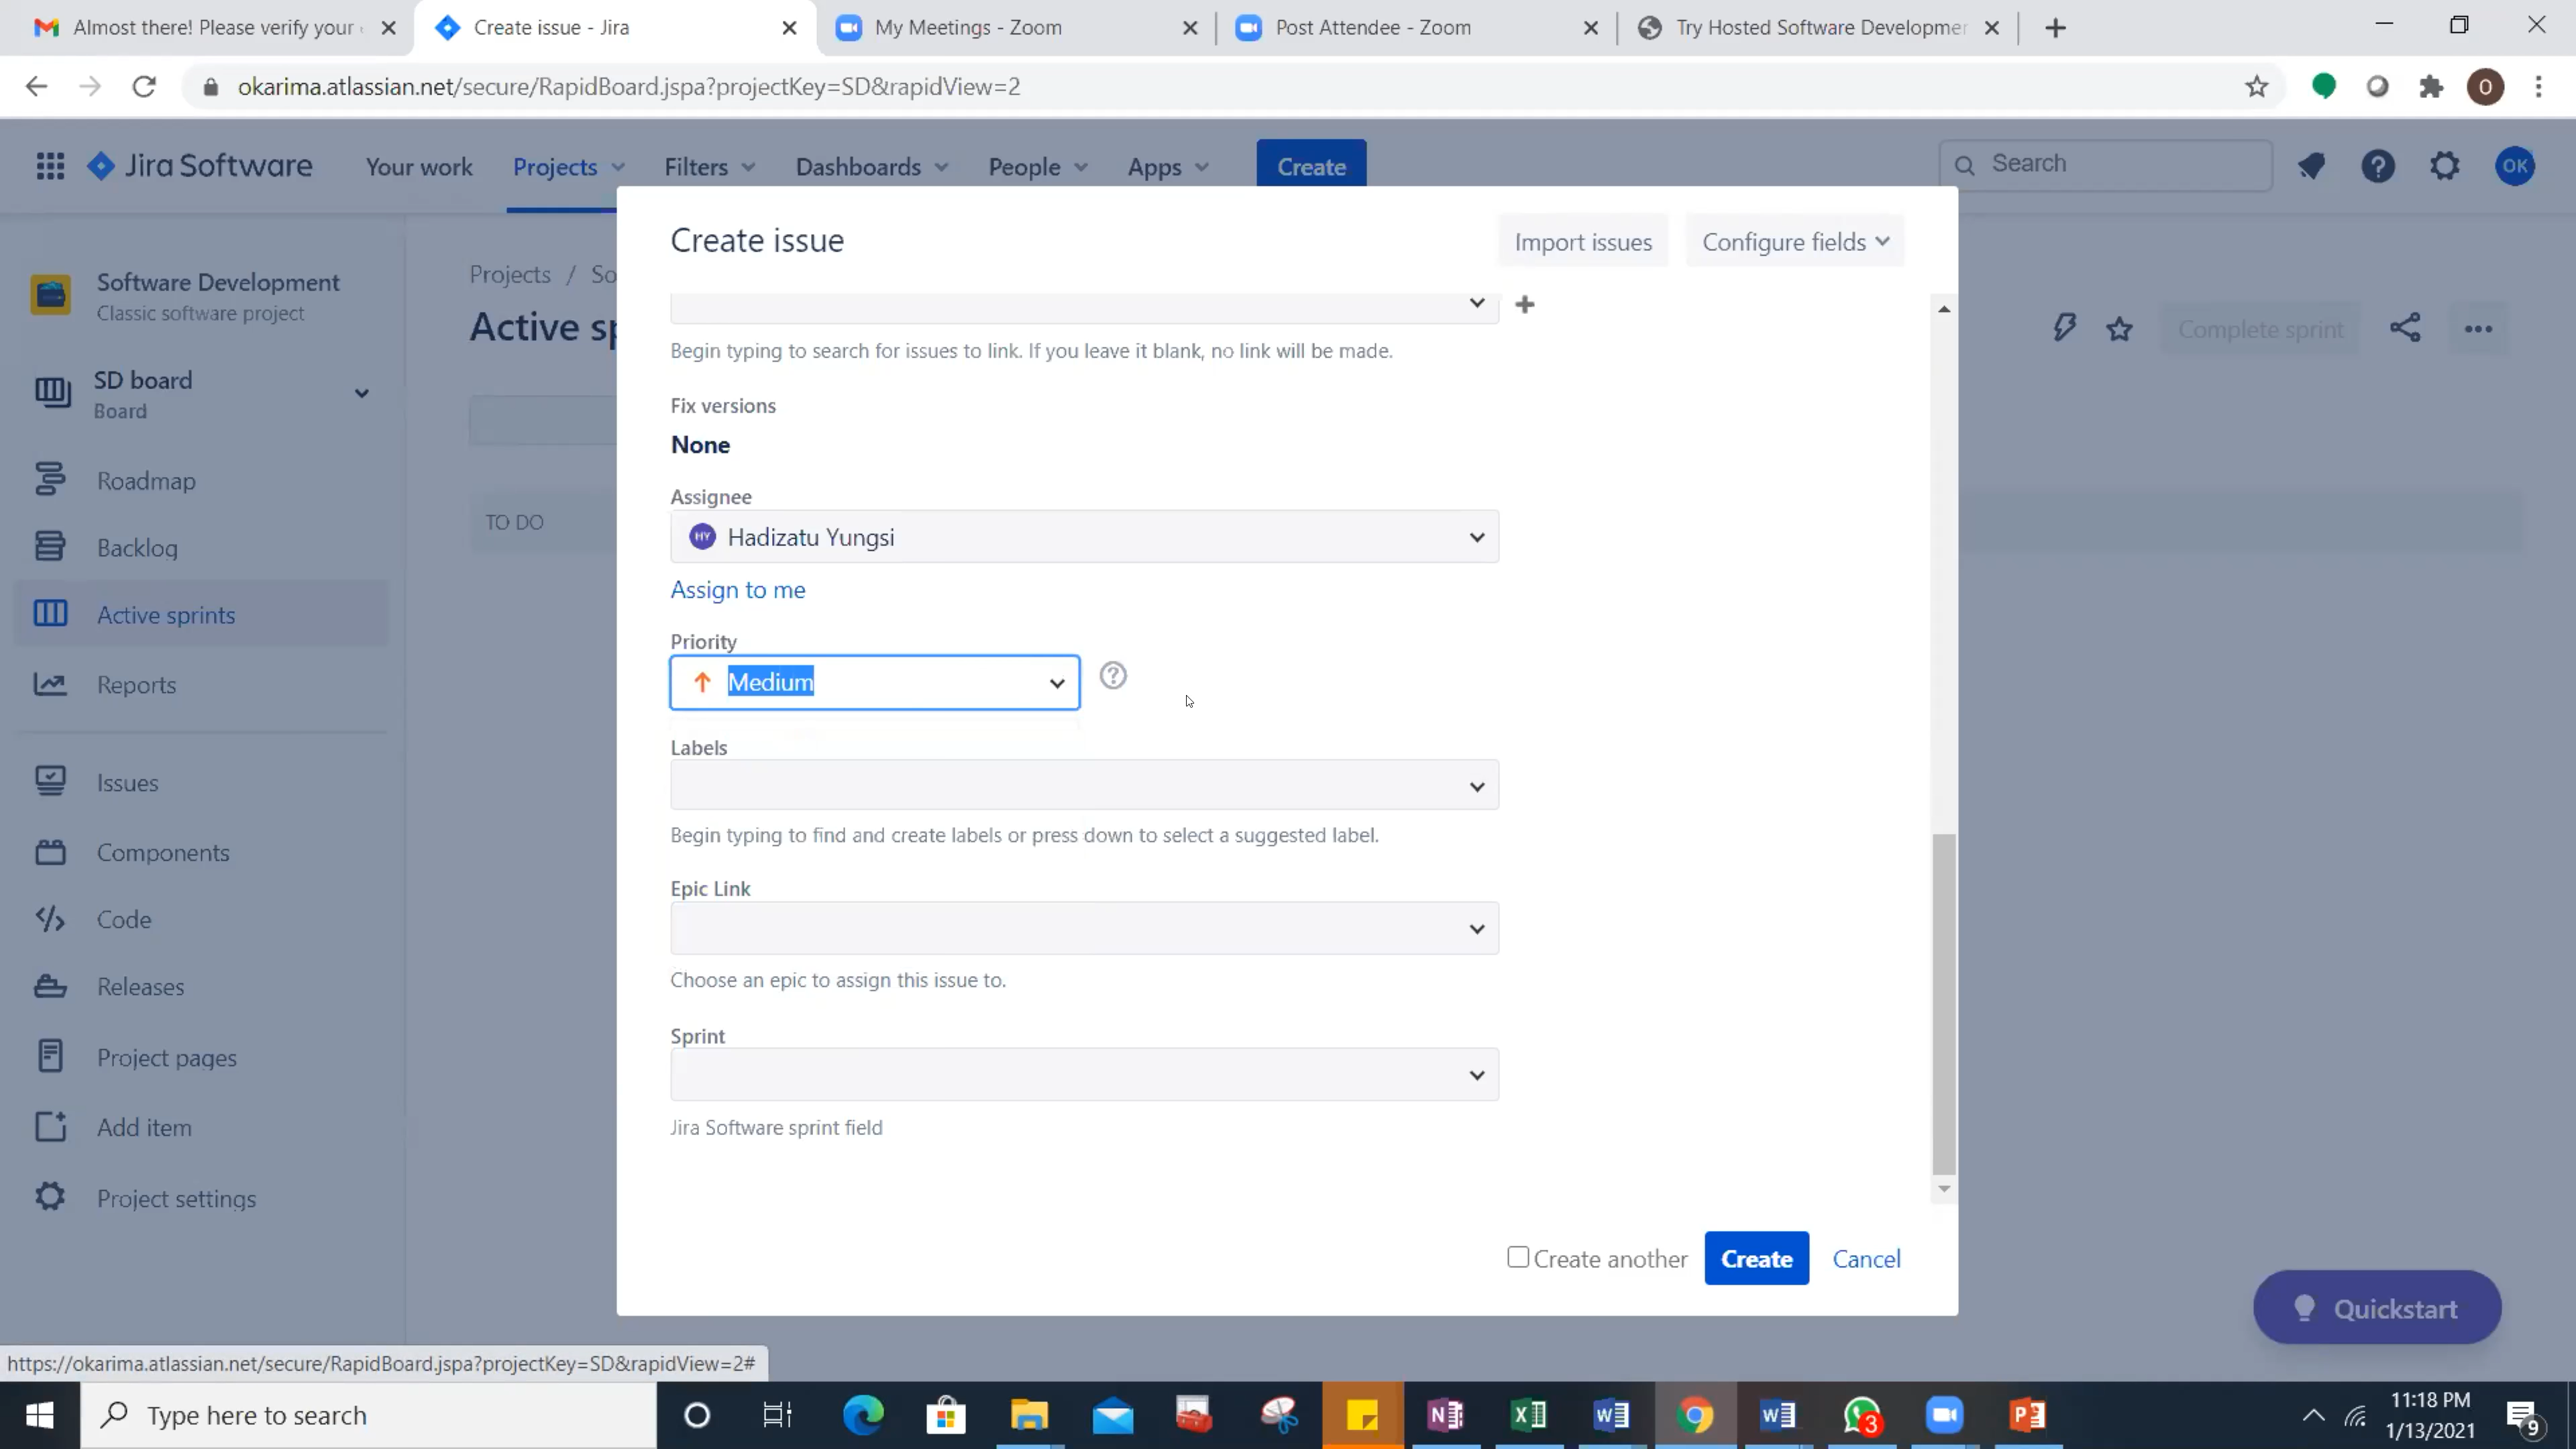 Almost there! Please verify your
Create issue - Jira
My Meetings - Zoom
Post Attendee - Zoom
Try Hosted Software Developmer
okarima.atlassian.net/secure/RapidBoard.jspa?projectKey=SD&rapidView=2
O
Jira Software
Your work
Projects
Filters
Dashboards
People
Apps
Create
Search
OK
Software Development
Classic software project
SD board
Board
Roadmap
Backlog
Active sprints
Reports
Issues
Components
Code
Releases
Project pages
Add item
Project settings
Projects / So
Active sp
TO DO
Complete sprint
Create issue
Import issues
Configure fields
Begin typing to search for issues to link. If you leave it blank, no link will be made.
Fix versions
None
Assignee
HY Hadizatu Yungsi
Assign to me
Priority
Medium
Labels
Begin typing to find and create labels or press down to select a suggested label.
Epic Link
Choose an epic to assign this issue to.
Sprint
Jira Software sprint field
Create another
Create
Cancel
Quickstart
https://okarima.atlassian.net/secure/RapidBoard.jspa?projectKey=SD&rapidView=2#
Type here to search
3
11:18 PM
1/13/2021
9